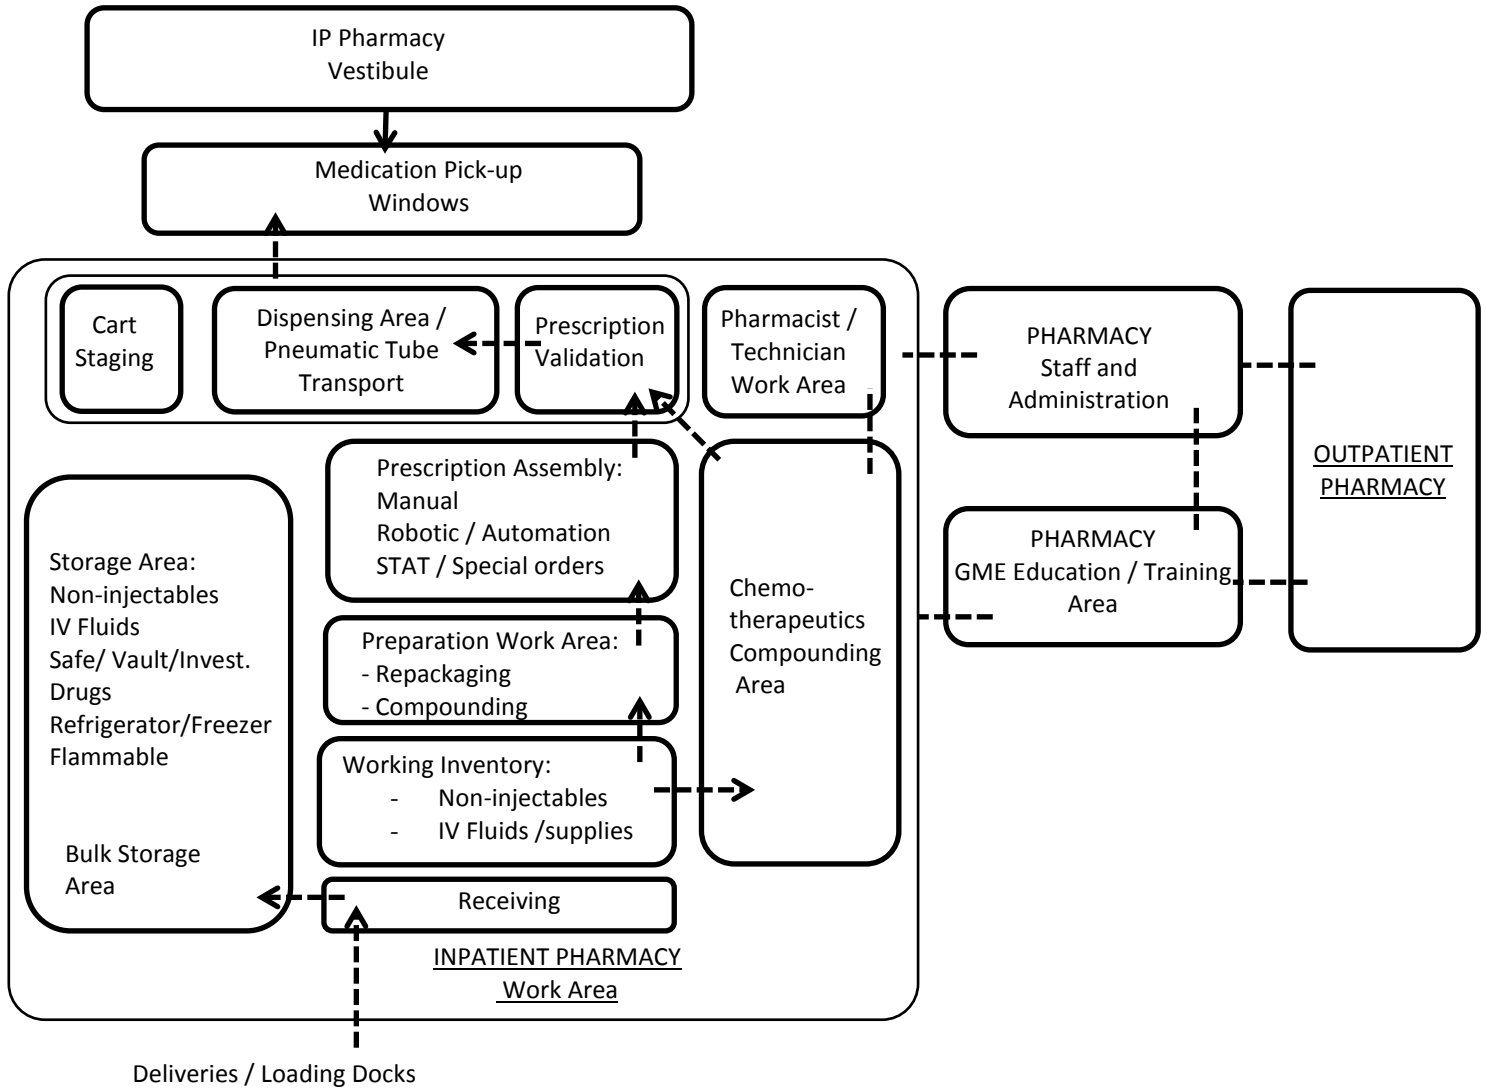 IP Pharmacy
Vestibule
Medication Pick-up
Windows
Cart
Staging
Dispensing Area /
Pneumatic Tube
Transport
Prescription
Validation
Pharmacist /
Technician
Work Area
PHARMACY
Staff and
Administration
OUTPATIENT
PHARMACY
Prescription Assembly:
Manual
Robotic / Automation
STAT / Special orders
Storage Area:
Non-injectables
IV Fluids
Safe/ Vault/Invest.
Drugs
Refrigerator/Freezer
Flammable
Bulk Storage
Area
Preparation Work Area:
- Repackaging
- Compounding
Chemo-
therapeutics
Compounding
Area
PHARMACY
GME Education / Training
Area
Working Inventory:
- Non-injectables
- IV Fluids /supplies
Receiving
INPATIENT PHARMACY
Work Area
Deliveries / Loading Docks